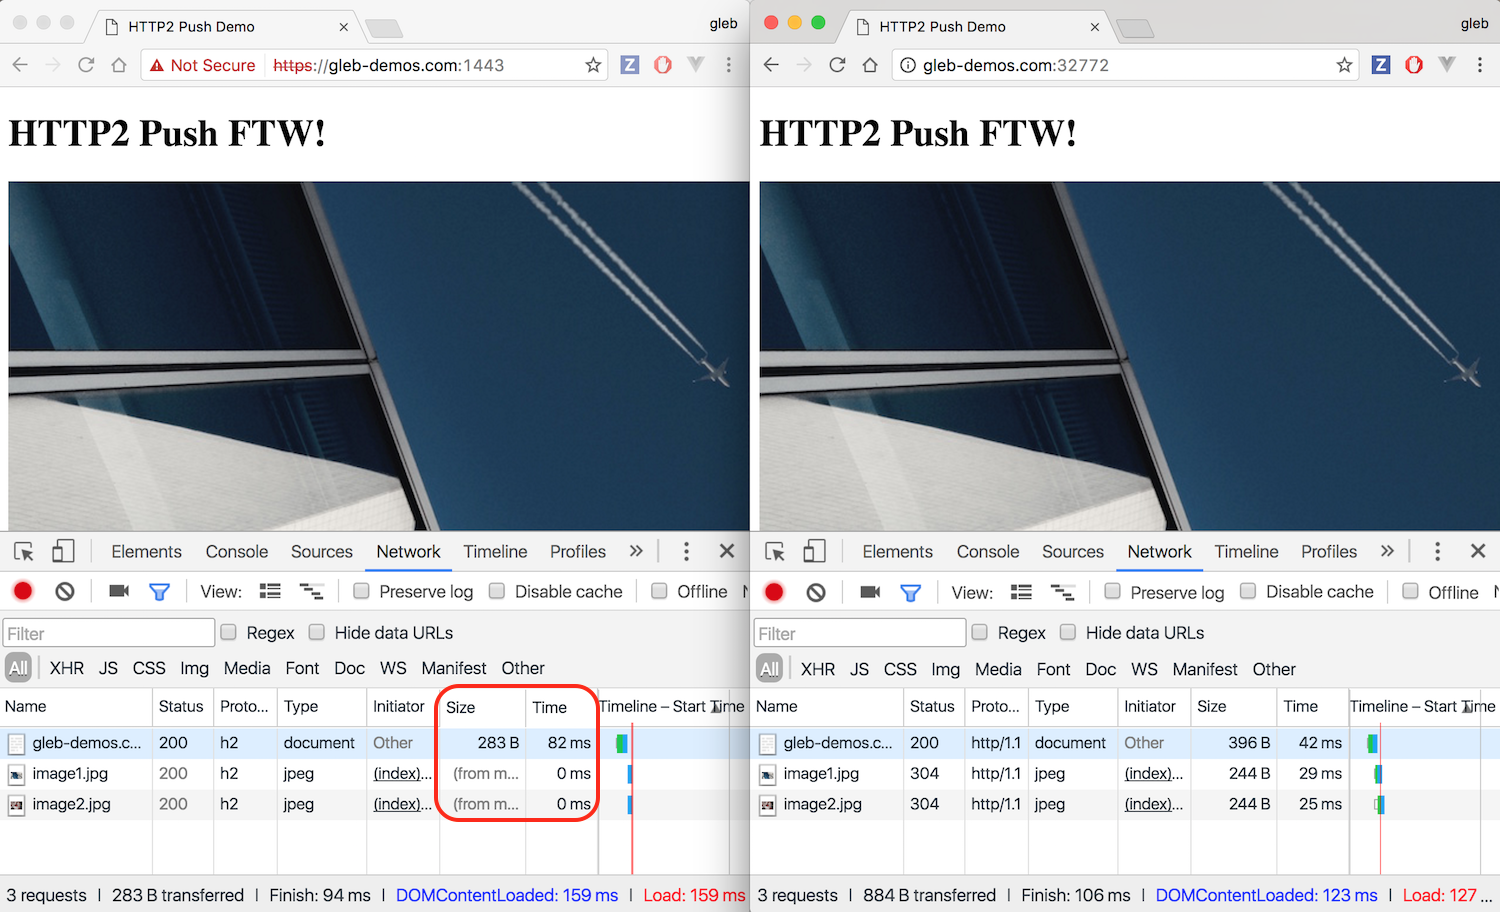 HTTP2 Push Demo
gleb
Not Secure https://gleb-demos.com:1443
Z
HTTP2 Push FTW!
Elements Console Sources Network Timeline Profiles »
View: Preserve log Disable cache Offline
Filter Regex Hide data URLs
All XHR JS CSS Img Media Font Doc WS Manifest Other
Name Status Proto... Type Initiator Size Time Timeline – Start Time
gleb-demos.c... 200 h2 document Other 283 B 82 ms
image1.jpg 200 h2 jpeg (index)... (from m... 0 ms
image2.jpg 200 h2 jpeg (index)... (from m... 0 ms
3 requests | 283 B transferred | Finish: 94 ms | DOMContentLoaded: 159 ms | Load: 159 ms
HTTP2 Push Demo
gleb
gleb-demos.com:32772
Z
HTTP2 Push FTW!
Elements Console Sources Network Timeline Profiles »
View: Preserve log Disable cache Offline
Filter Regex Hide data URLs
All XHR JS CSS Img Media Font Doc WS Manifest Other
Name Status Proto... Type Initiator Size Time Timeline – Start Time
gleb-demos.c... 200 http/1.1 document Other 396 B 42 ms
image1.jpg 304 http/1.1 jpeg (index)... 244 B 29 ms
image2.jpg 304 http/1.1 jpeg (index)... 244 B 25 ms
3 requests | 884 B transferred | Finish: 106 ms | DOMContentLoaded: 123 ms | Load: 127 ...